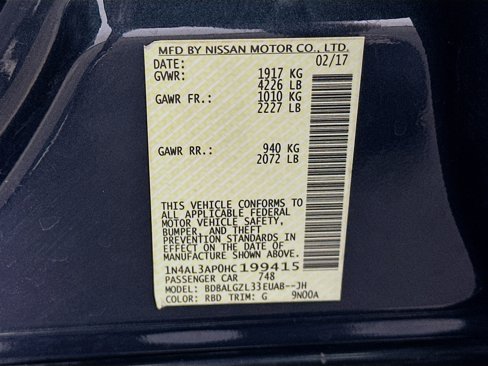 MFD BY NISSAN MOTOR CO., LTD.
DATE: 02/17
GVWR: 1917 KG
4226 LB
GAWR FR.: 1010 KG
2227 LB
GAWR RR.: 940 KG
2072 LB
THIS VEHICLE CONFORMS TO
ALL APPLICABLE FEDERAL
MOTOR VEHICLE SAFETY,
BUMPER, AND THEFT
PREVENTION STANDARDS IN
EFFECT ON THE DATE OF
MANUFACTURE SHOWN ABOVE.
1N4AL3AP0HC 199415
PASSENGER CAR 748
MODEL: BDBALGZL33EUAB--JH
COLOR: RBD TRIM: G 9N00A